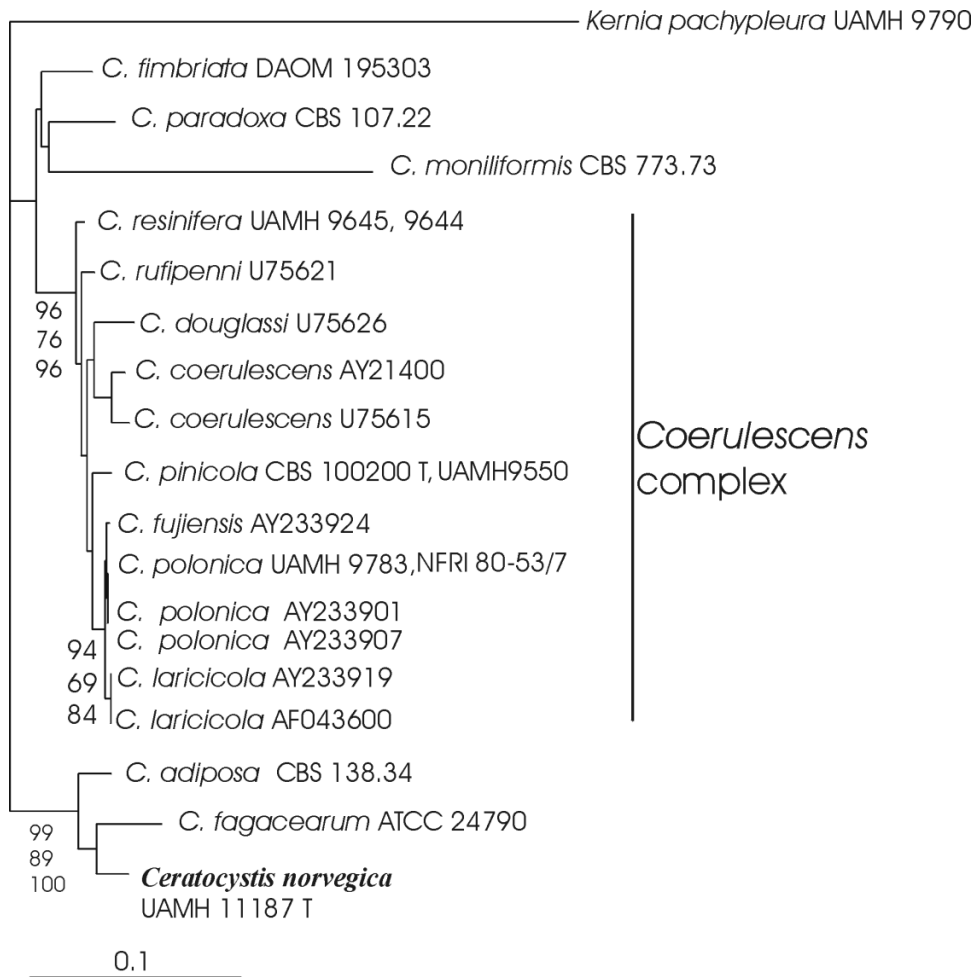 Kernia pachypleura UAMH 9790
C. fimbriata DAOM 195303
C. paradoxa CBS 107.22
C. moniliformis CBS 773.73
C. resinifera UAMH 9645, 9644
C. rufipenni U75621
96
76
96
C. douglassi U75626
C. coerulescens AY21400
C. coerulescens U75615
Coerulescens
complex
C. pinicola CBS 100200 T, UAMH9550
C. fujiensis AY233924
C. polonica UAMH 9783,NFRI 80-53/7
C. polonica AY233901
C. polonica AY233907
94
69
84
C. laricicola AY233919
C. laricicola AF043600
C. adiposa CBS 138.34
C. fagacearum ATCC 24790
99
89
100
Ceratocystis norvegica
UAMH 11187 T
0.1